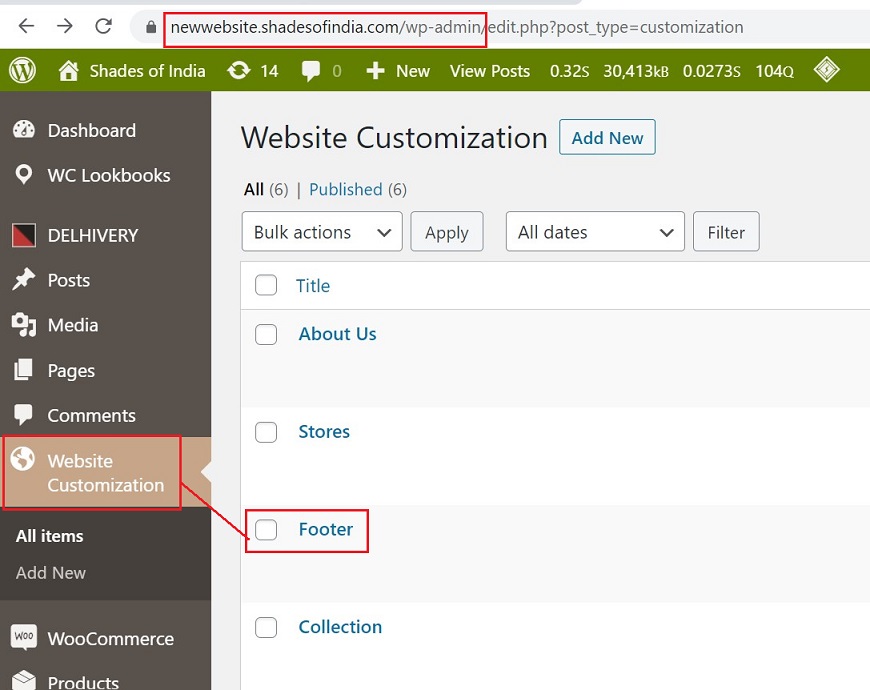 newwebsite.shadesofindia.com/wp-admin/edit.php?post_type=customization
Shades of India 14 0 New View Posts 0.32S 30,413KB 0.0273S 104Q
Dashboard
WC Lookbooks
DELHIVERY
Posts
Media
Pages
Comments
Website
Customization
All items
Add New
WOO WooCommerce
Products
Website Customization Add New
All (6) | Published (6)
Bulk actions Apply All dates Filter
Title
About Us
Stores
Footer
Collection